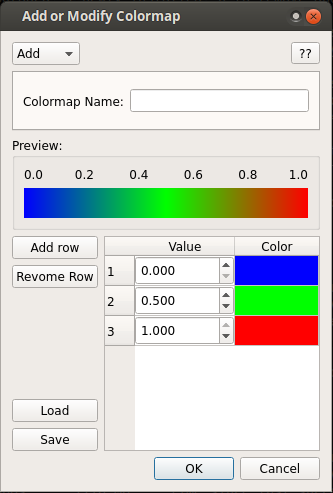 Add or Modify Colormap
Add ??
Colormap Name:
Preview:
0.0 0.2 0.4 0.6 0.8 1.0
Add row
Revome Row
Value Color
1 0.000
2 0.500
3 1.000
Load
Save
OK Cancel